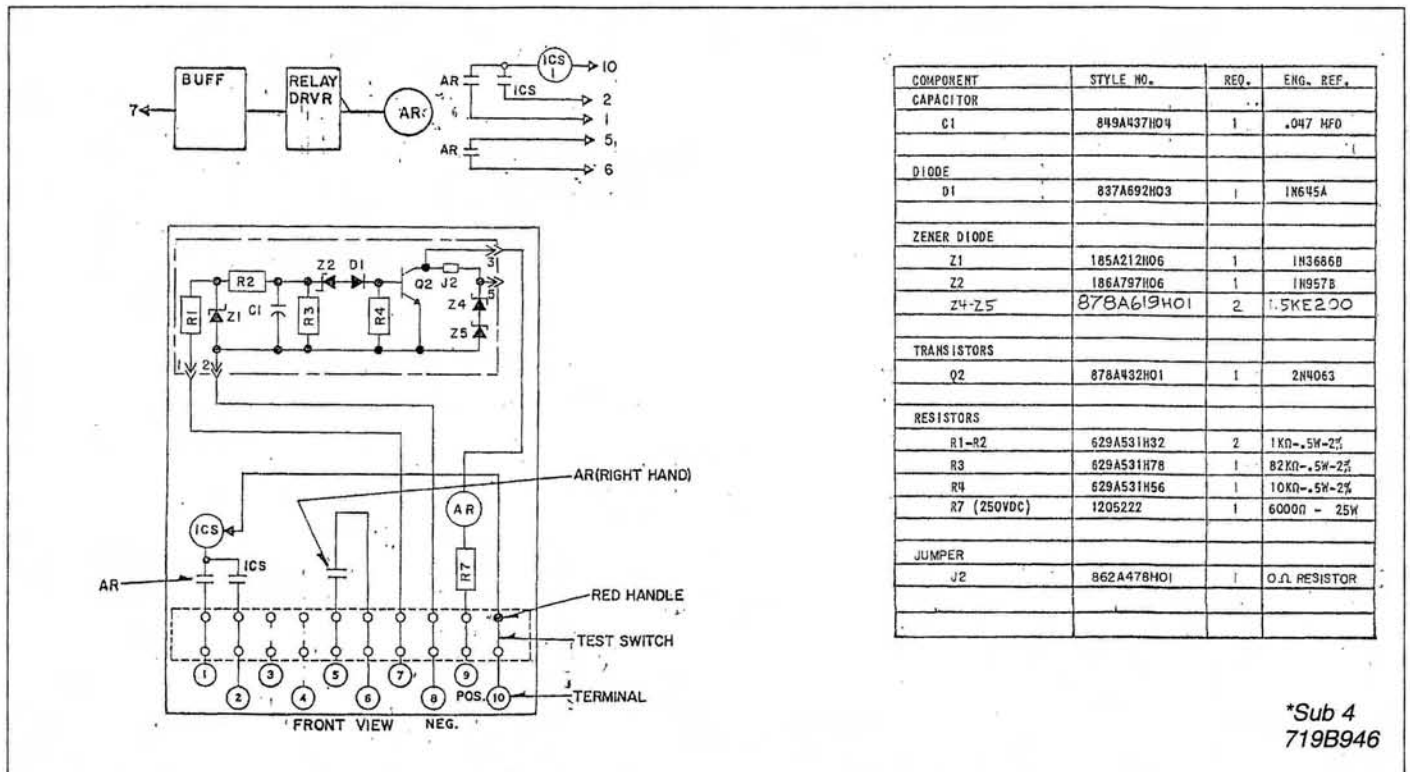 BUFF
RELAY
DRVR
AR
7
AR
ICS
1
10
ICS
2
6
1
AR
5
6
R1
R2
Z1
C1
R3
Z2
D1
R4
Q2
J2
3
5
Z4
Z5
1
2
AR(RIGHT HAND)
ICS
AR
ICS
AR
R7
RED HANDLE
TEST SWITCH
1
3
5
7
9
2
4
6
8
POS.
10
TERMINAL
FRONT VIEW
NEG.
COMPONENT STYLE NO. REQ. ENG. REF.
CAPACITOR
C1 849A437H04 1 .047 MFD
DIODE
D1 837A692H03 1 1N645A
ZENER DIODE
Z1 185A212H06 1 1N3686B
Z2 186A797H06 1 1N957B
Z4-Z5 878A619H01 2 1.5KE200
TRANSISTORS
Q2 878A432H01 1 2N4063
RESISTORS
R1-R2 629A531H32 2 1KΩ-.5W-2%
R3 629A531H78 1 82KΩ-.5W-2%
R4 629A531H56 1 10KΩ-.5W-2%
R7 (250VDC) 1205222 1 6000Ω - 25W
JUMPER
J2 862A478H01 1 0Ω RESISTOR
*Sub 4
719B946